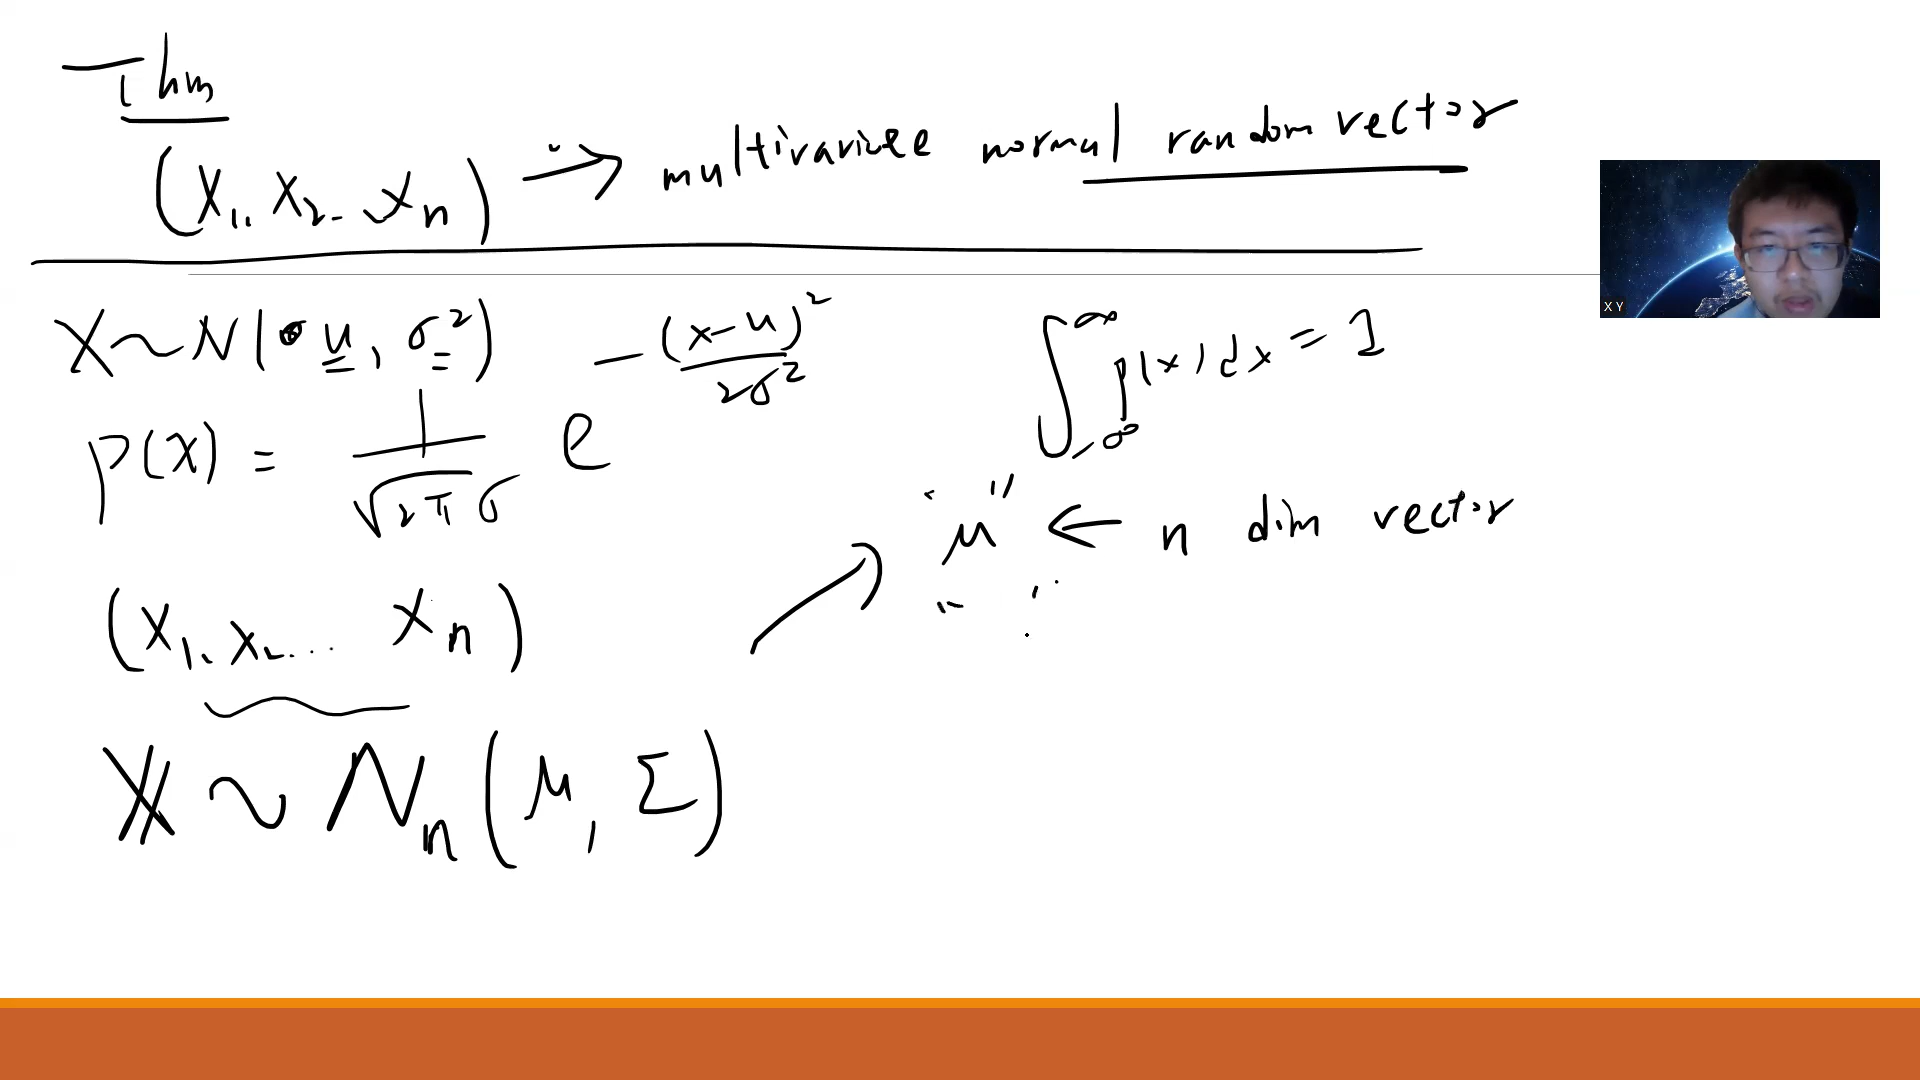 Thm
(X₁, X₂ .. Xₙ) → multivariate normal random vector
X ~ N(μ, σ²)
p(x) = 1/(√2π σ) e^(-(x-μ)²/(2σ²))
∫_{-∞}^{∞} p(x) dx = 1
"μ" ← n dim vector
(X₁, X₂ ... Xₙ)
" "
𝕏 ~ Nₙ(μ, Σ)
X Y